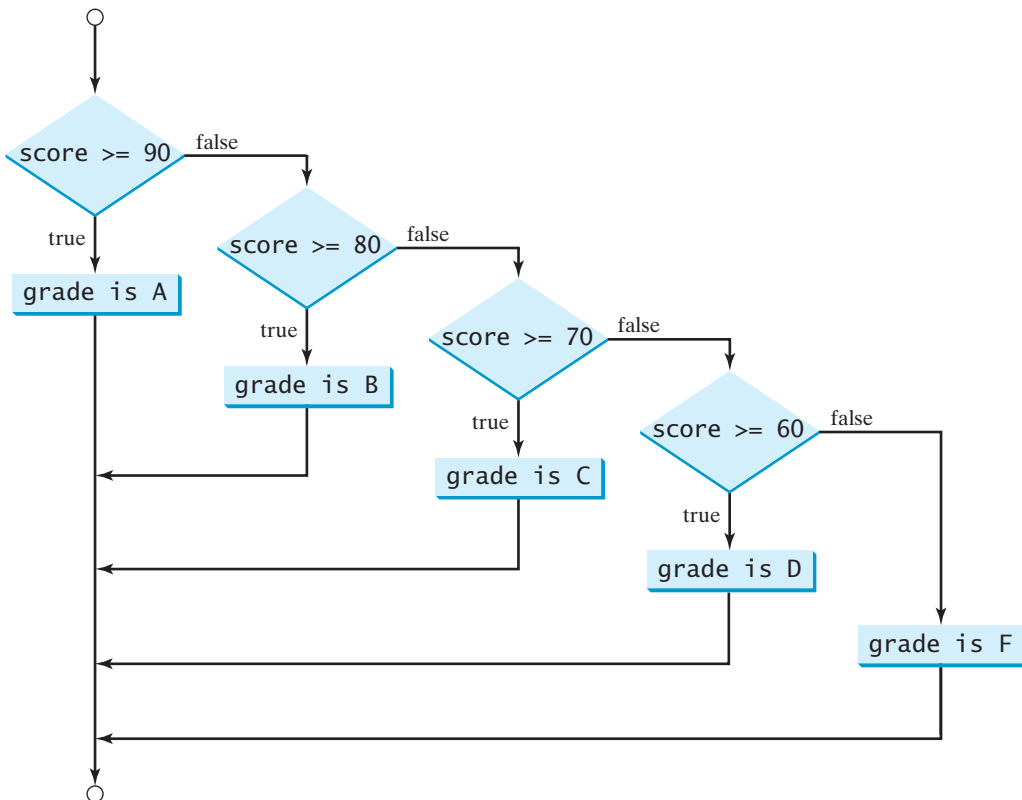 score >= 90
false
true
grade is A
score >= 80
false
true
grade is B
score >= 70
false
true
grade is C
score >= 60
false
true
grade is D
grade is F